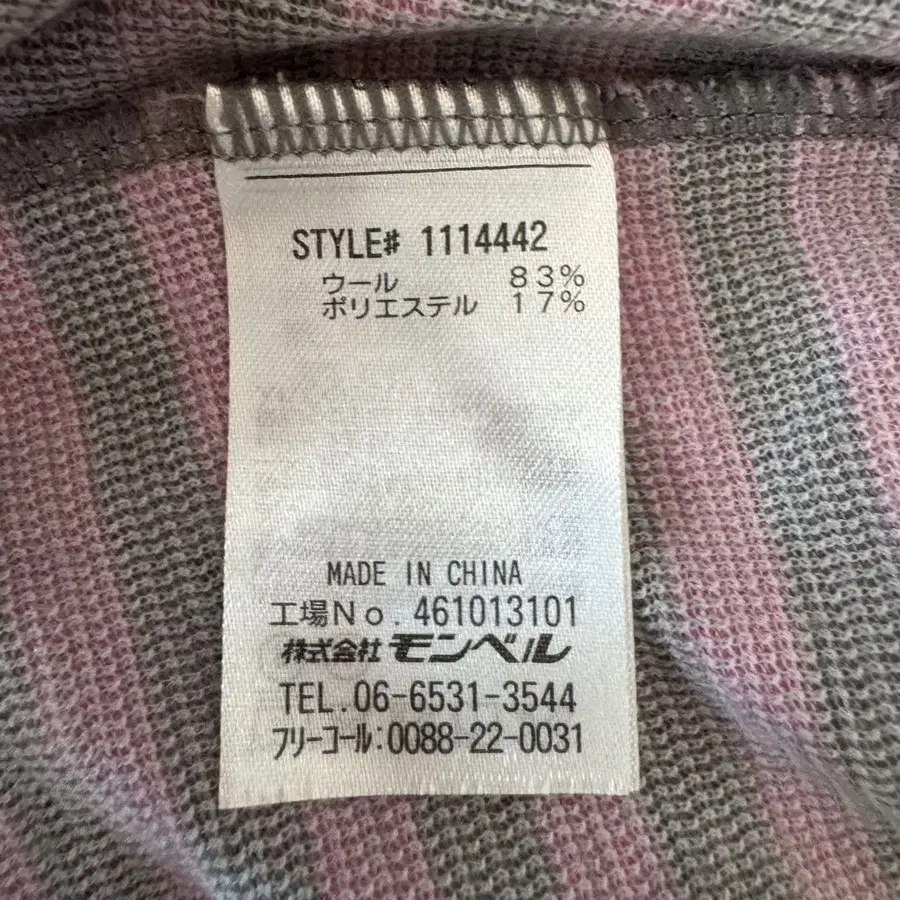 STYLE# 1114442
ウール 83%
ポリエステル 17%
MADE IN CHINA
工場No. 461013101
株式会社モンベル
TEL.06-6531-3544
フリーコール:0088-22-0031